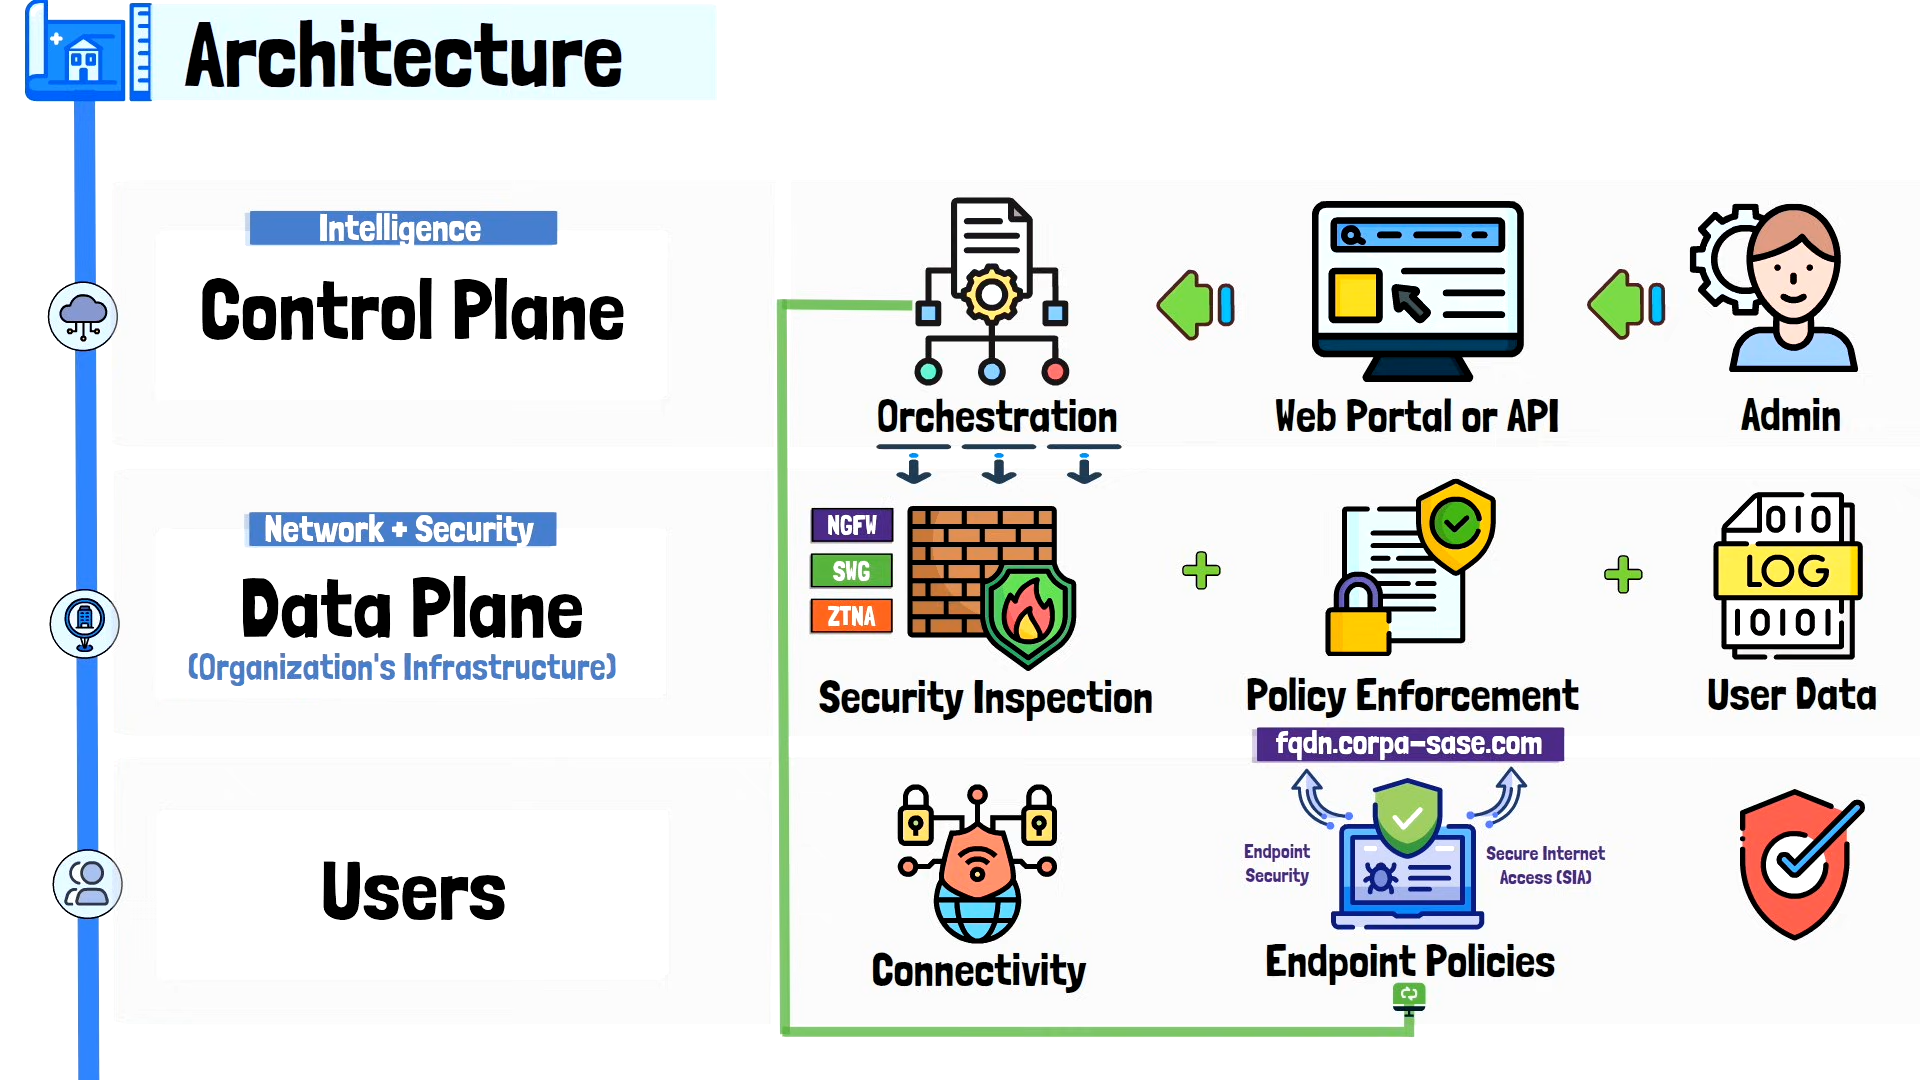 Architecture
Intelligence
Control Plane
Orchestration
Web Portal or API
Admin
Network + Security
Data Plane
(Organization's Infrastructure)
NGFW
SWG
ZTNA
Security Inspection
Policy Enforcement
010
LOG
10101
User Data
fqdn.corpa-sase.com
Users
Connectivity
Endpoint
Security
Secure Internet
Access (SIA)
Endpoint Policies